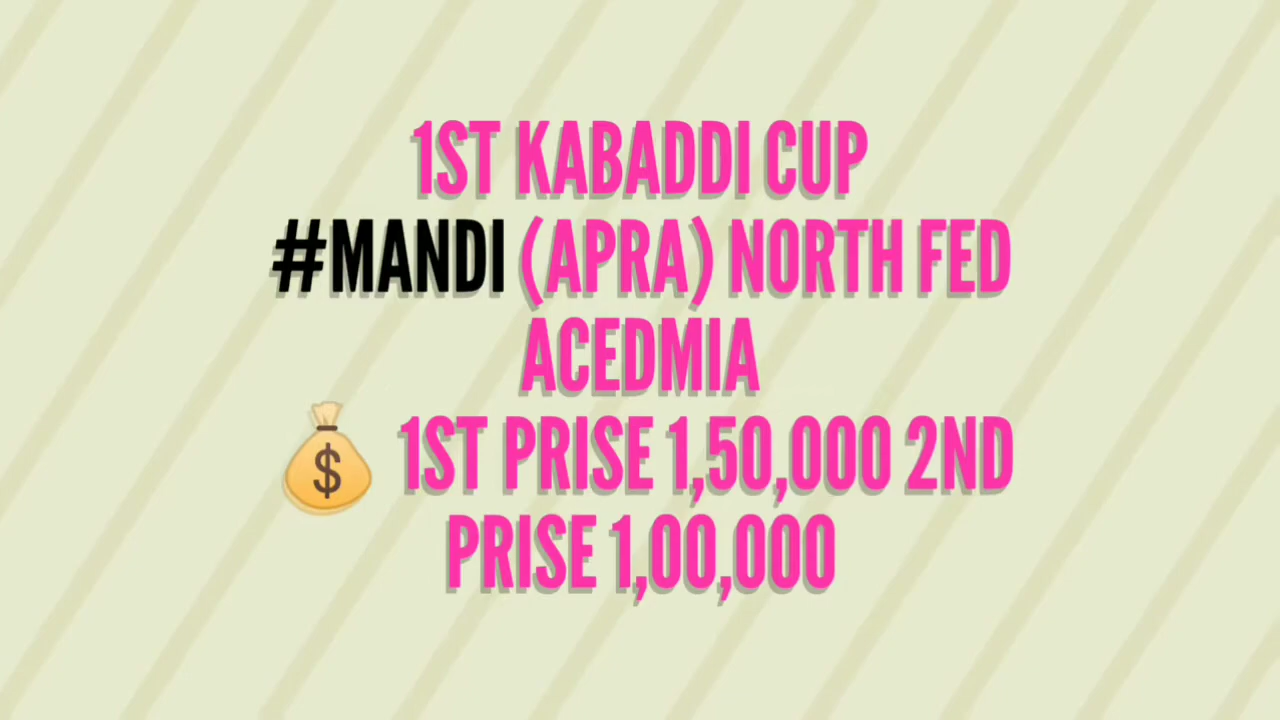 1ST KABADDI CUP
#MANDI (APRA) NORTH FED
ACEDMIA
💰 1ST PRISE 1,50,000 2ND
PRISE 1,00,000